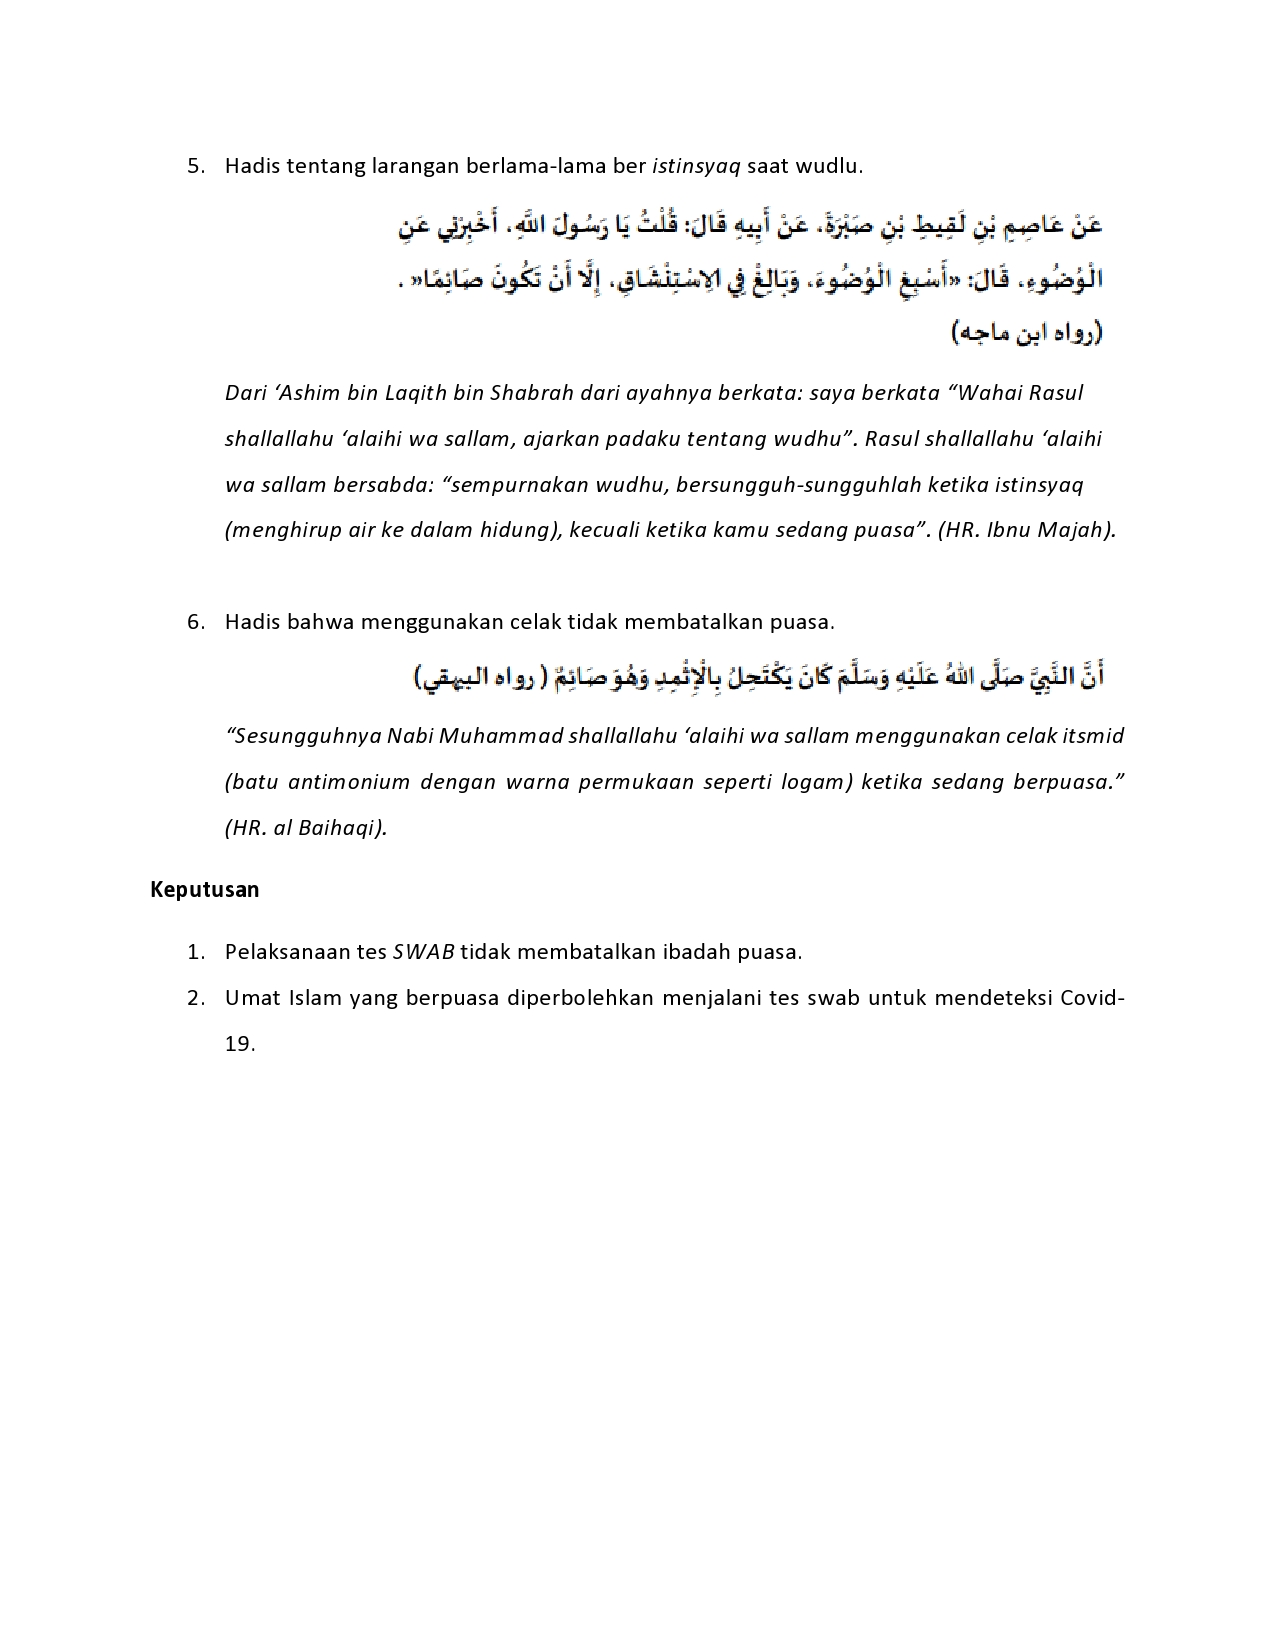 5. Hadis tentang larangan berlama-lama ber istinsyaq saat wudlu.
عَنْ عَاصِمِ بْنِ لَقِيطِ بْنِ صَبْرَةَ، عَنْ أَبِيهِ قَالَ: قُلْتُ يَا رَسُولَ اللَّهِ، أَخْبِرْنِي عَنِ
الْوُضُوءِ، قَالَ: «أَسْبِغِ الْوُضُوءَ، وَبَالِغْ فِي الِاسْتِنْشَاقِ، إِلَّا أَنْ تَكُونَ صَائِمًا» .
(رواه ابن ماجه)
Dari ‘Ashim bin Laqith bin Shabrah dari ayahnya berkata: saya berkata “Wahai Rasul
shallallahu ‘alaihi wa sallam, ajarkan padaku tentang wudhu”. Rasul shallallahu ‘alaihi
wa sallam bersabda: “sempurnakan wudhu, bersungguh-sungguhlah ketika istinsyaq
(menghirup air ke dalam hidung), kecuali ketika kamu sedang puasa”. (HR. Ibnu Majah).
6. Hadis bahwa menggunakan celak tidak membatalkan puasa.
أَنَّ النَّبِيَّ صَلَّى اللهُ عَلَيْهِ وَسَلَّمَ كَانَ يَكْتَحِلُ بِالْإِثْمِدِ وَهُوَ صَائِمٌ ( رواه البيهقي)
“Sesungguhnya Nabi Muhammad shallallahu ‘alaihi wa sallam menggunakan celak itsmid
(batu antimonium dengan warna permukaan seperti logam) ketika sedang berpuasa.”
(HR. al Baihaqi).
Keputusan
1. Pelaksanaan tes SWAB tidak membatalkan ibadah puasa.
2. Umat Islam yang berpuasa diperbolehkan menjalani tes swab untuk mendeteksi Covid-
19.